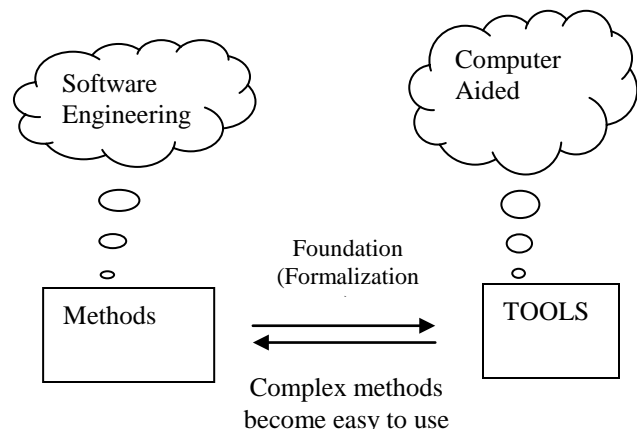 Software
Engineering
Computer
Aided
Foundation
(Formalization
Methods
TOOLS
Complex methods
become easy to use